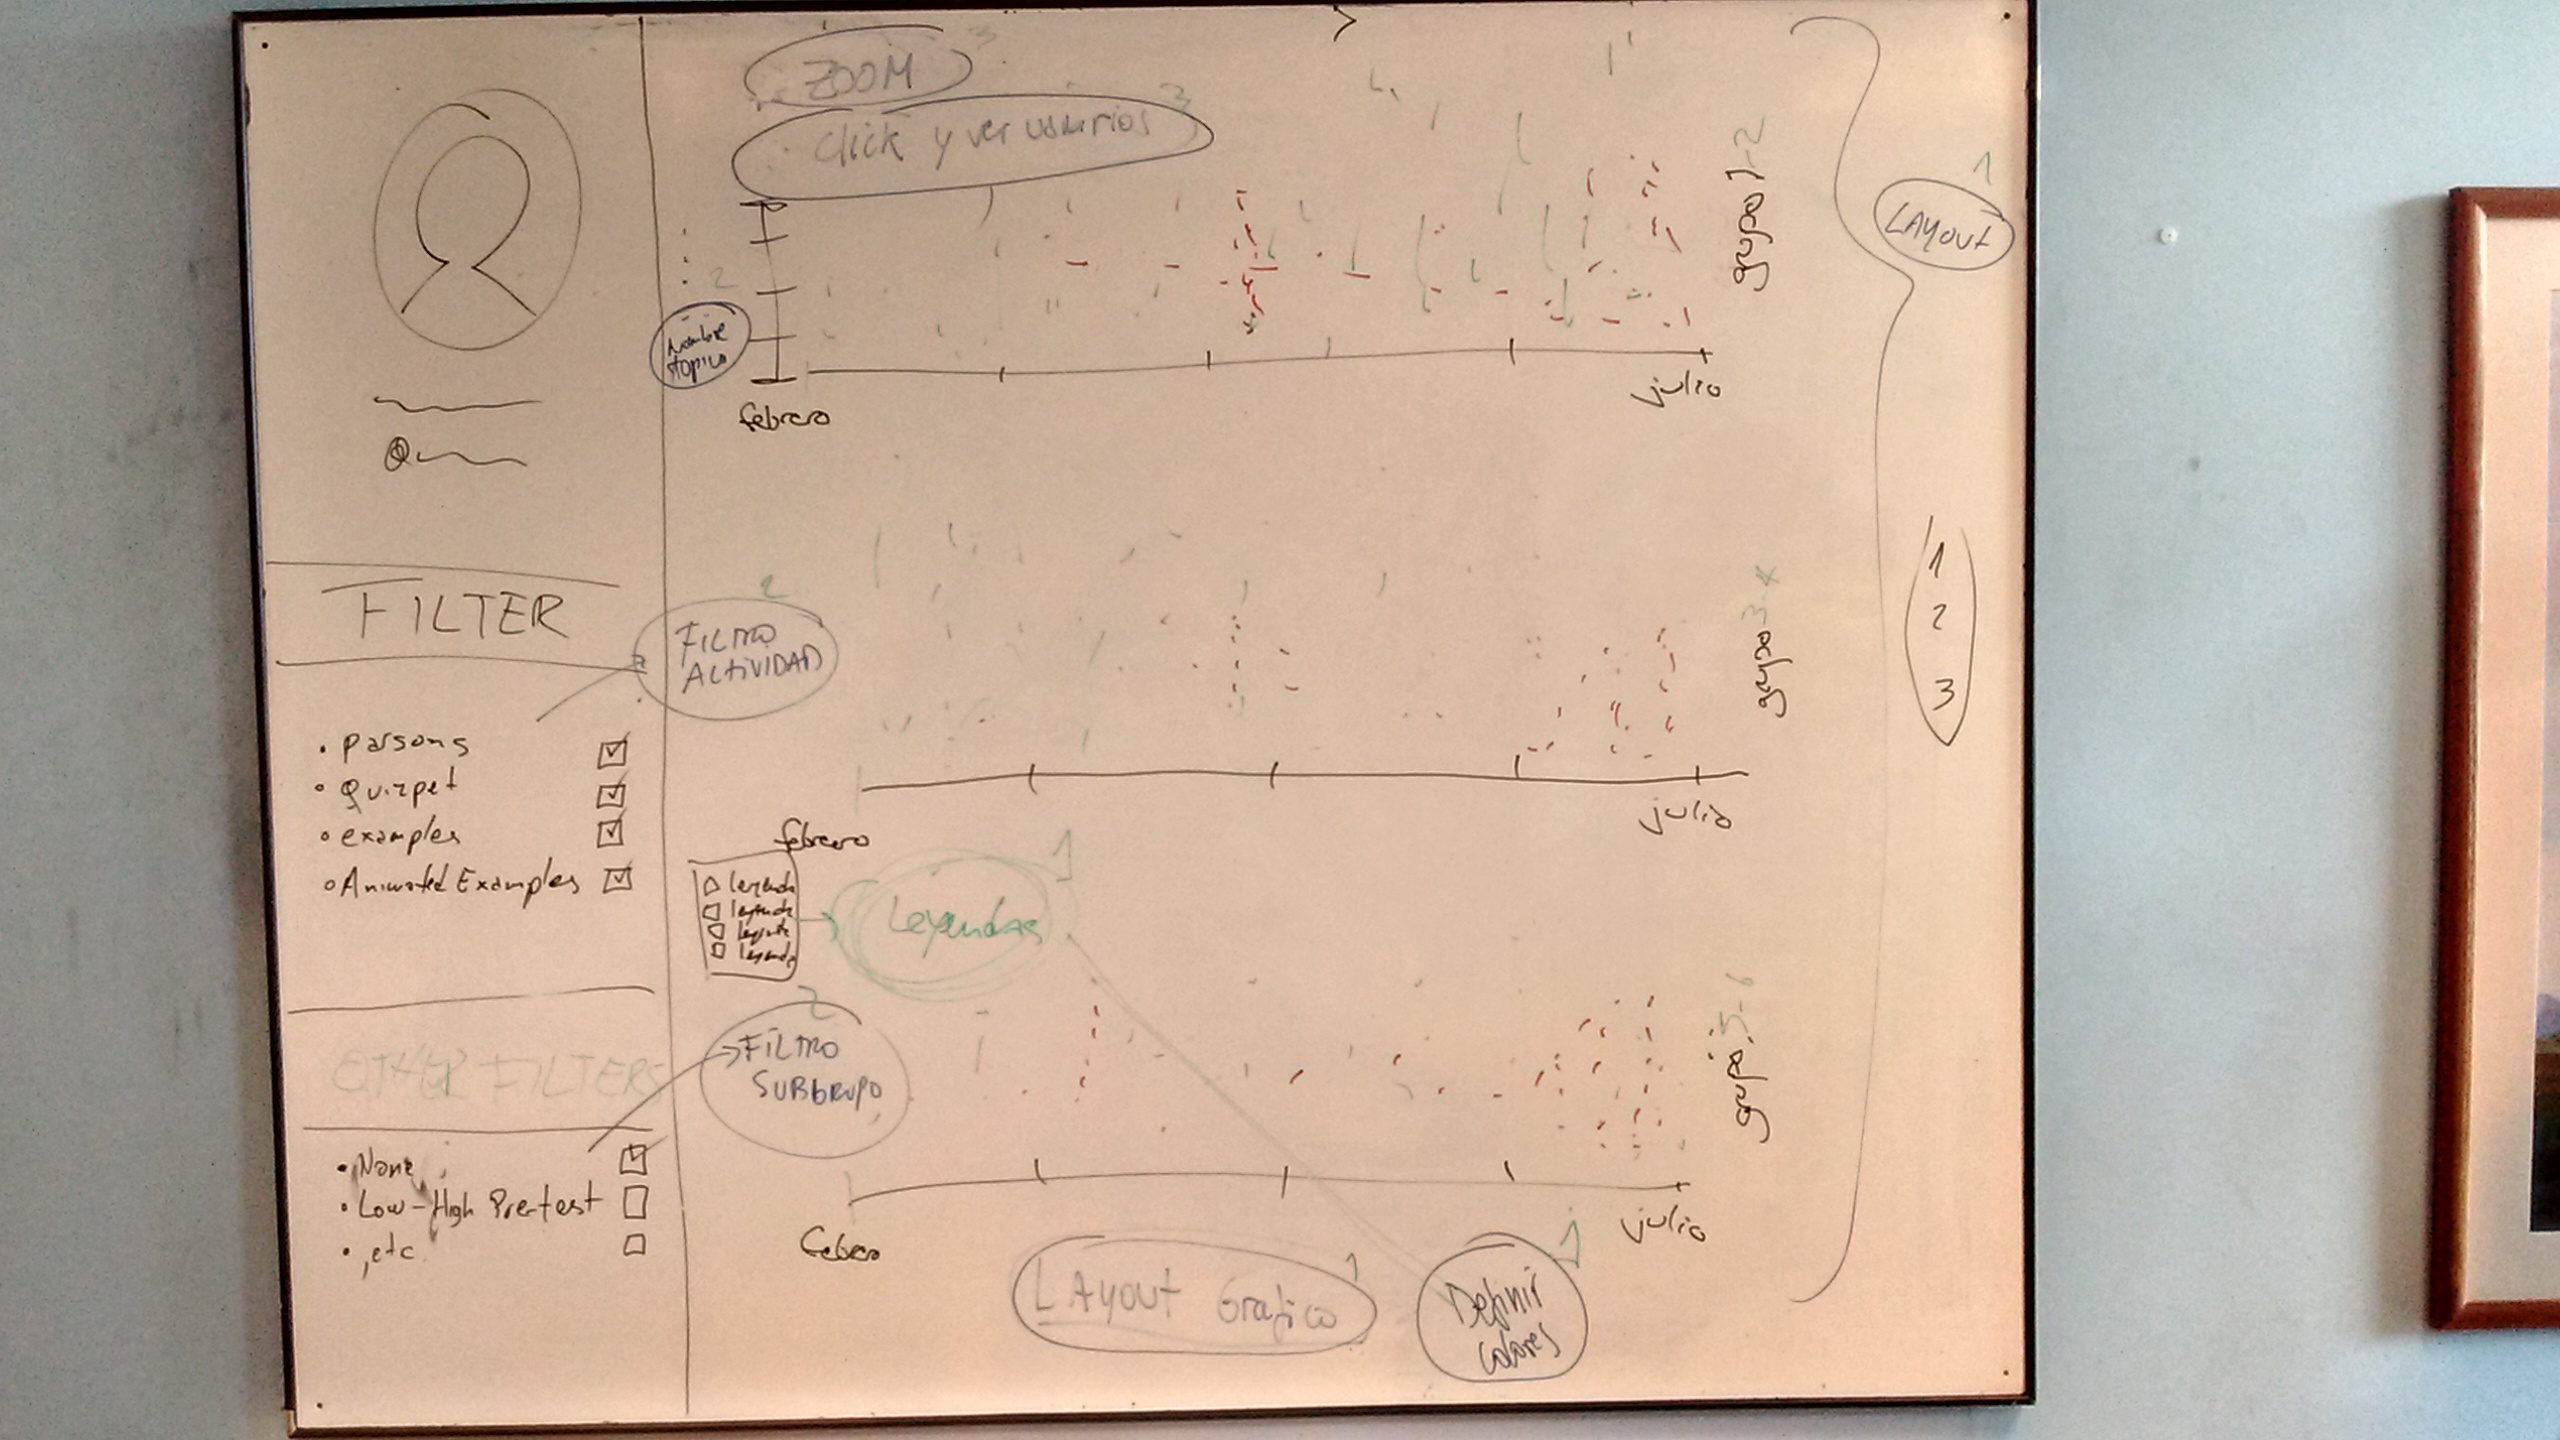 ZOOM 3
Click y ver usuarios 3
2
Nombre
topico
febrero
julio
grupo 1-2
LAYOUT 1
1
2
3
FILTER
• parsons
• Quizpet
• examples
• Animated Examples
FILTRO 2
ACTIVIDAD
febrero
julio
grupo 3-4
leyenda
leyenda
leyenda
leyenda
Leyendas 1
OTHER FILTERS
• None
• Low-High Pretest
• , etc
FILTRO 2
SUBGRUPO
febrero
julio
grupo 5-6
LAYOUT Grafico 1
Definir 1
colores